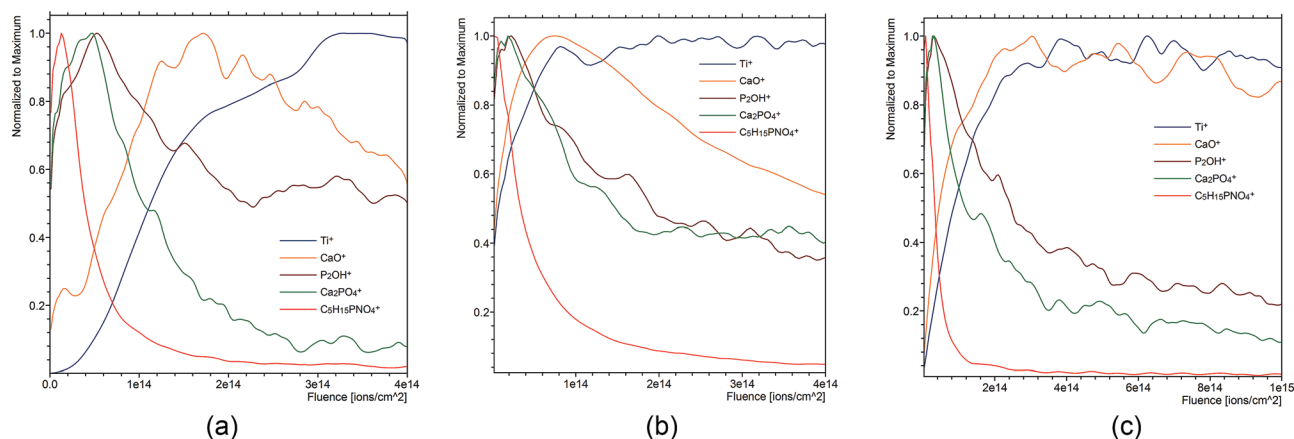 Normalized to Maximum
1.0
0.8
0.6
0.4
0.2
Ti⁺
CaO⁺
P₂OH⁺
Ca₂PO₄⁺
C₅H₁₅PNO₄⁺
0.0
1e14
2e14
3e14
4e14
Fluence [ions/cm^2]
(a)
Normalized to Maximum
1.0
0.8
0.6
0.4
0.2
Ti⁺
CaO⁺
P₂OH⁺
Ca₂PO₄⁺
C₅H₁₅PNO₄⁺
1e14
2e14
3e14
4e14
Fluence [ions/cm^2]
(b)
Normalized to Maximum
1.0
0.8
0.6
0.4
0.2
Ti⁺
CaO⁺
P₂OH⁺
Ca₂PO₄⁺
C₅H₁₅PNO₄⁺
2e14
4e14
6e14
8e14
1e15
Fluence [ions/cm^2]
(c)